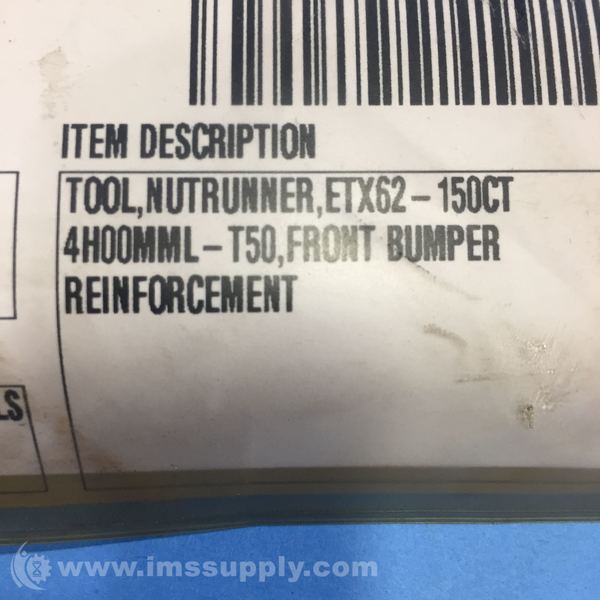 ITEM DESCRIPTION
TOOL,NUTRUNNER,ETX62-150CT
4H00MML-T50,FRONT BUMPER
REINFORCEMENT
LS
www.imssupply.com